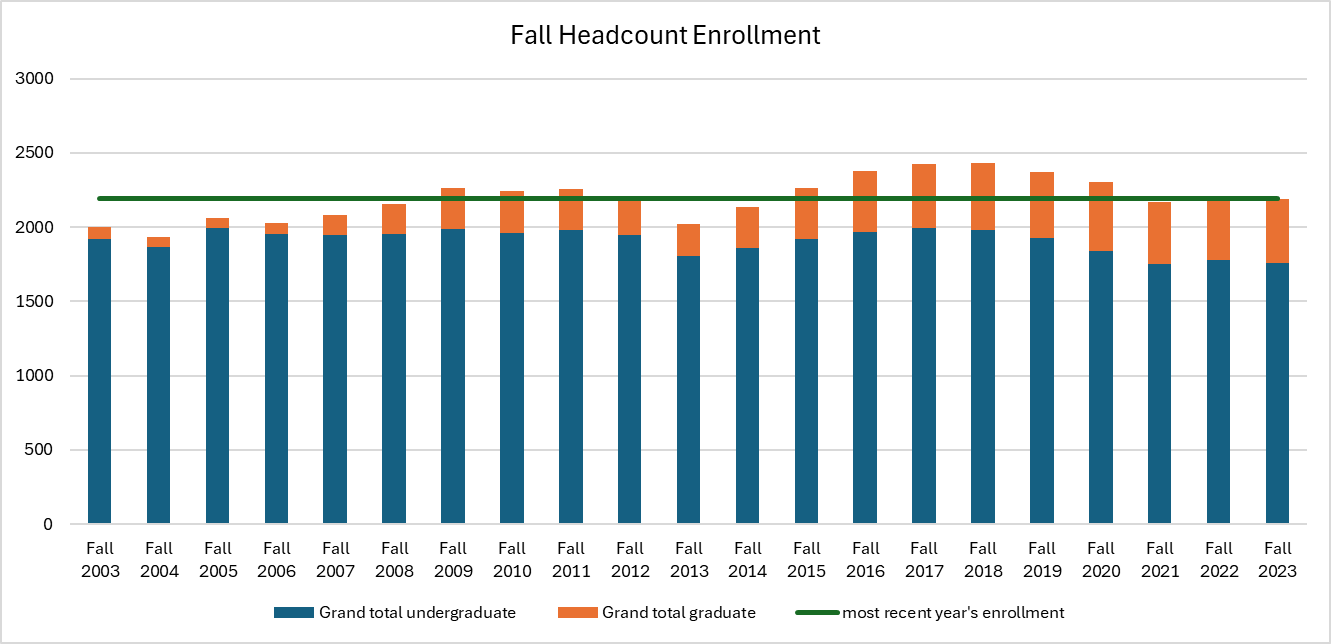 Fall Headcount Enrollment
3000
2500
2000
1500
1000
500
0
Fall 2003
Fall 2004
Fall 2005
Fall 2006
Fall 2007
Fall 2008
Fall 2009
Fall 2010
Fall 2011
Fall 2012
Fall 2013
Fall 2014
Fall 2015
Fall 2016
Fall 2017
Fall 2018
Fall 2019
Fall 2020
Fall 2021
Fall 2022
Fall 2023
Grand total undergraduate
Grand total graduate
most recent year's enrollment